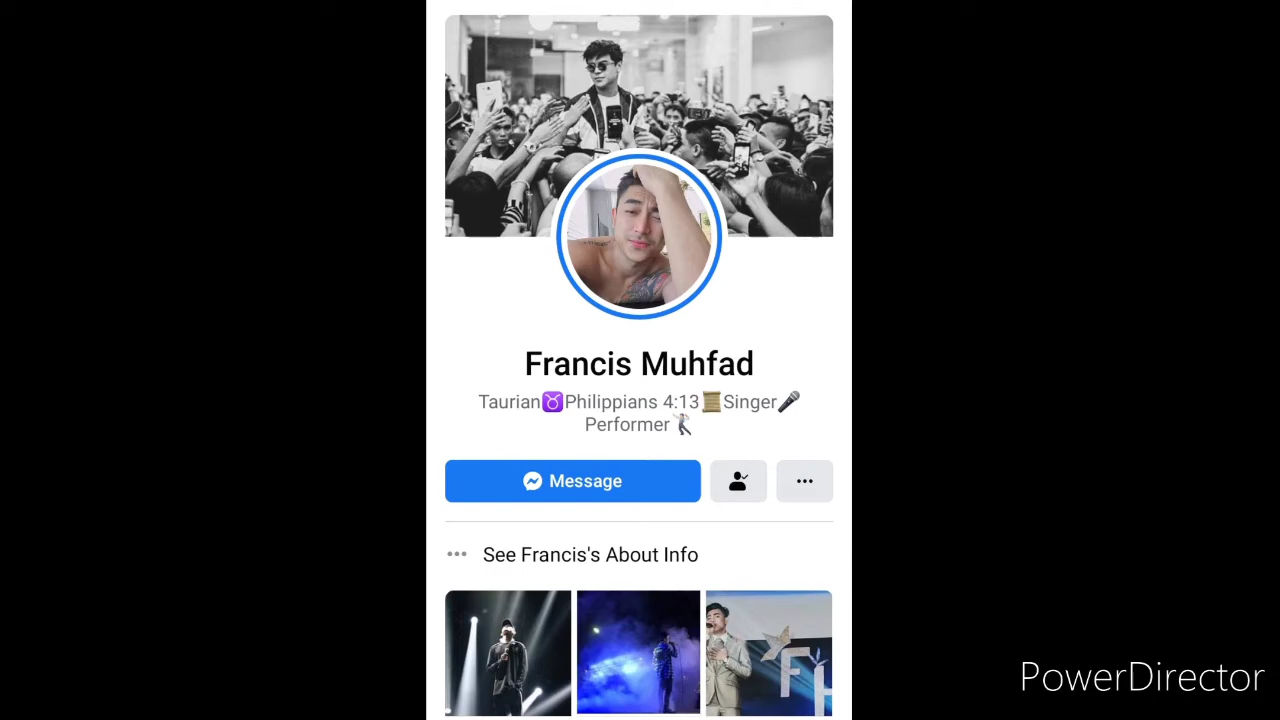 Francis Muhfad
Taurian♉Philippians 4:13📜Singer🎤
Performer🕺
Message
See Francis's About Info
F
H
PowerDirector